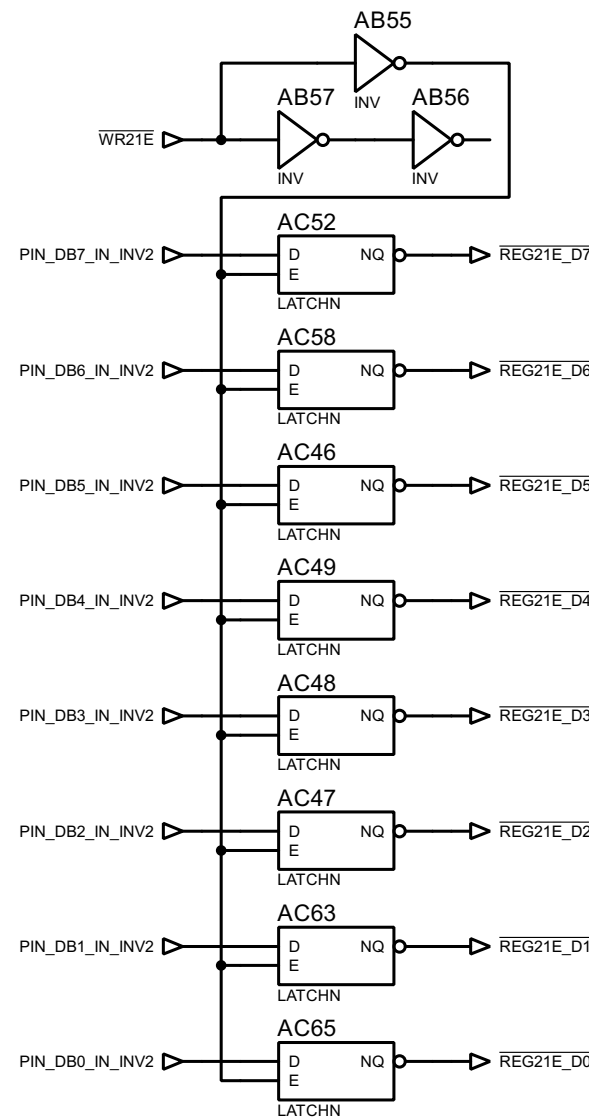 AB55
INV
AB57
AB56
WR21E
INV
INV
AC52
PIN_DB7_IN_INV2
D
NQ
REG21E_D7
E
LATCHN
AC58
PIN_DB6_IN_INV2
D
NQ
REG21E_D6
E
LATCHN
AC46
PIN_DB5_IN_INV2
D
NQ
REG21E_D5
E
LATCHN
AC49
PIN_DB4_IN_INV2
D
NQ
REG21E_D4
E
LATCHN
AC48
PIN_DB3_IN_INV2
D
NQ
REG21E_D3
E
LATCHN
AC47
PIN_DB2_IN_INV2
D
NQ
REG21E_D2
E
LATCHN
AC63
PIN_DB1_IN_INV2
D
NQ
REG21E_D1
E
LATCHN
AC65
PIN_DB0_IN_INV2
D
NQ
REG21E_D0
E
LATCHN